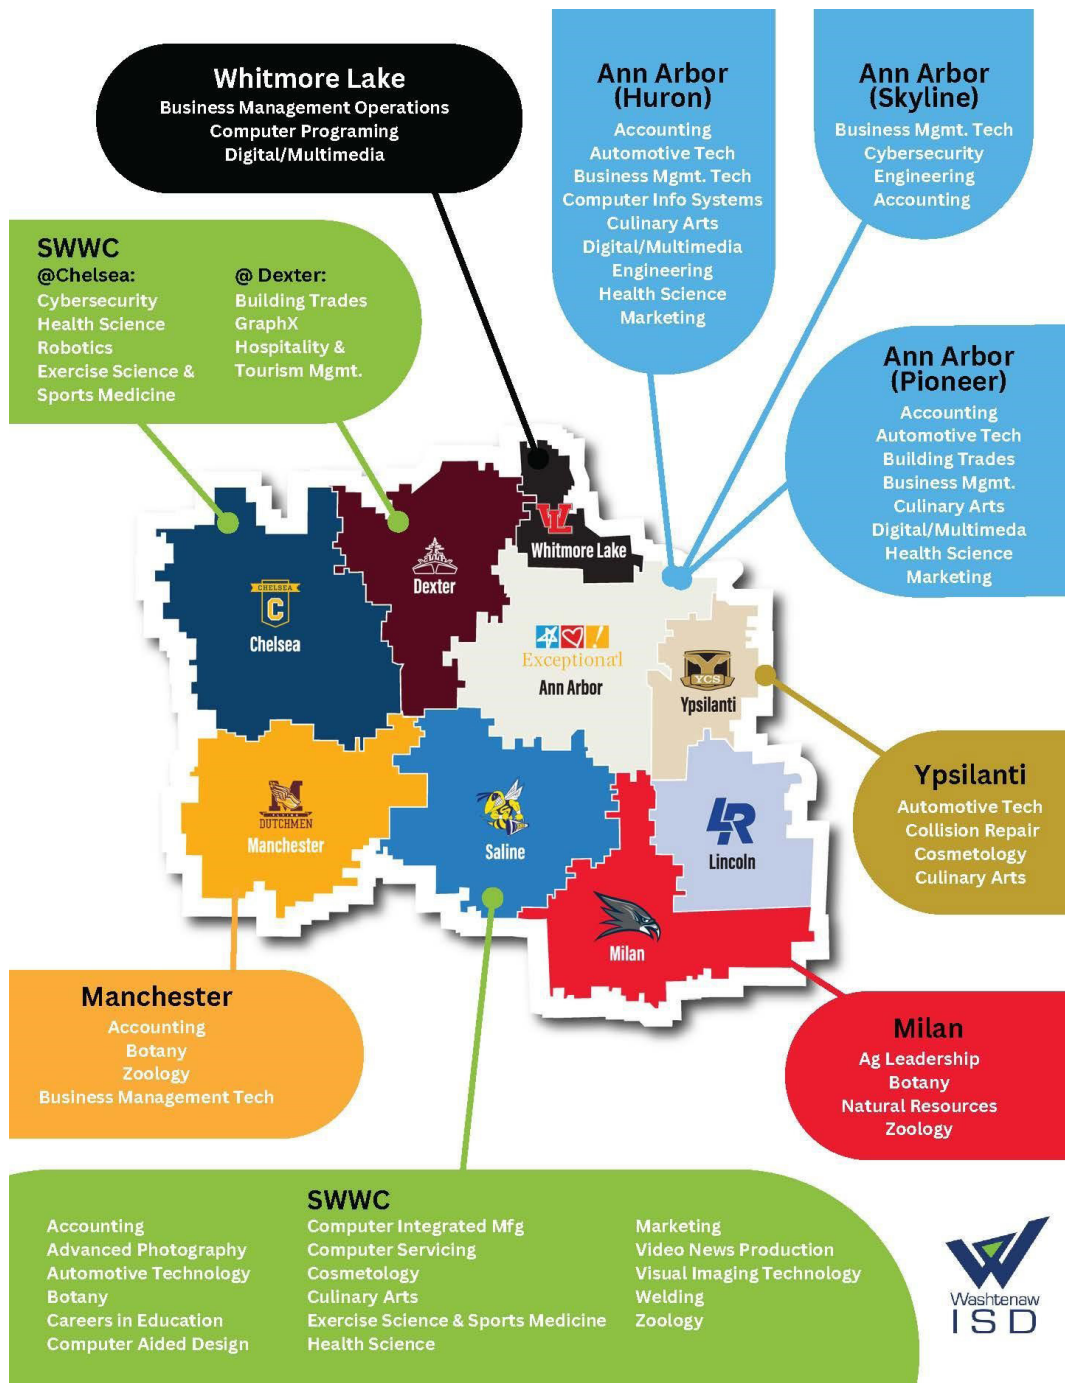 Whitmore Lake
Business Management Operations
Computer Programing
Digital/Multimedia
Ann Arbor
(Huron)
Accounting
Automotive Tech
Business Mgmt. Tech
Computer Info Systems
Culinary Arts
Digital/Multimedia
Engineering
Health Science
Marketing
Ann Arbor
(Skyline)
Business Mgmt. Tech
Cybersecurity
Engineering
Accounting
SWWC
@Chelsea:
Cybersecurity
Health Science
Robotics
Exercise Science &
Sports Medicine
@ Dexter:
Building Trades
GraphX
Hospitality &
Tourism Mgmt.
Ann Arbor
(Pioneer)
Accounting
Automotive Tech
Building Trades
Business Mgmt.
Culinary Arts
Digital/Multimeda
Health Science
Marketing
WL
Whitmore Lake
Dexter
CHELSEA
C
Chelsea
Exceptional
Ann Arbor
Y
YCS
Ypsilanti
M
FLYING
DUTCHMEN
Manchester
S
Saline
LR
Lincoln
Milan
Ypsilanti
Automotive Tech
Collision Repair
Cosmetology
Culinary Arts
Manchester
Accounting
Botany
Zoology
Business Management Tech
Milan
Ag Leadership
Botany
Natural Resources
Zoology
SWWC
Accounting
Advanced Photography
Automotive Technology
Botany
Careers in Education
Computer Aided Design
Computer Integrated Mfg
Computer Servicing
Cosmetology
Culinary Arts
Exercise Science & Sports Medicine
Health Science
Marketing
Video News Production
Visual Imaging Technology
Welding
Zoology
Washtenaw
ISD